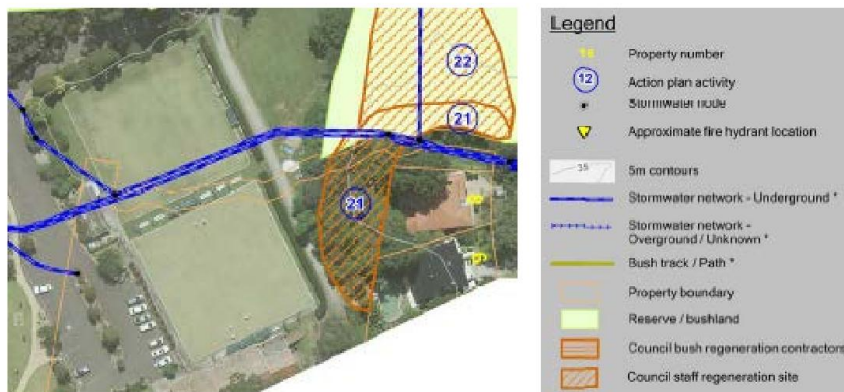 22
21
21
Legend
16 Property number
12 Action plan activity
Stormwater node
Approximate fire hydrant location
35 5m contours
Stormwater network - Underground *
Stormwater network -
Overground / Unknown *
Bush track / Path *
Property boundary
Reserve / bushland
Council bush regeneration contractors
Council staff regeneration site